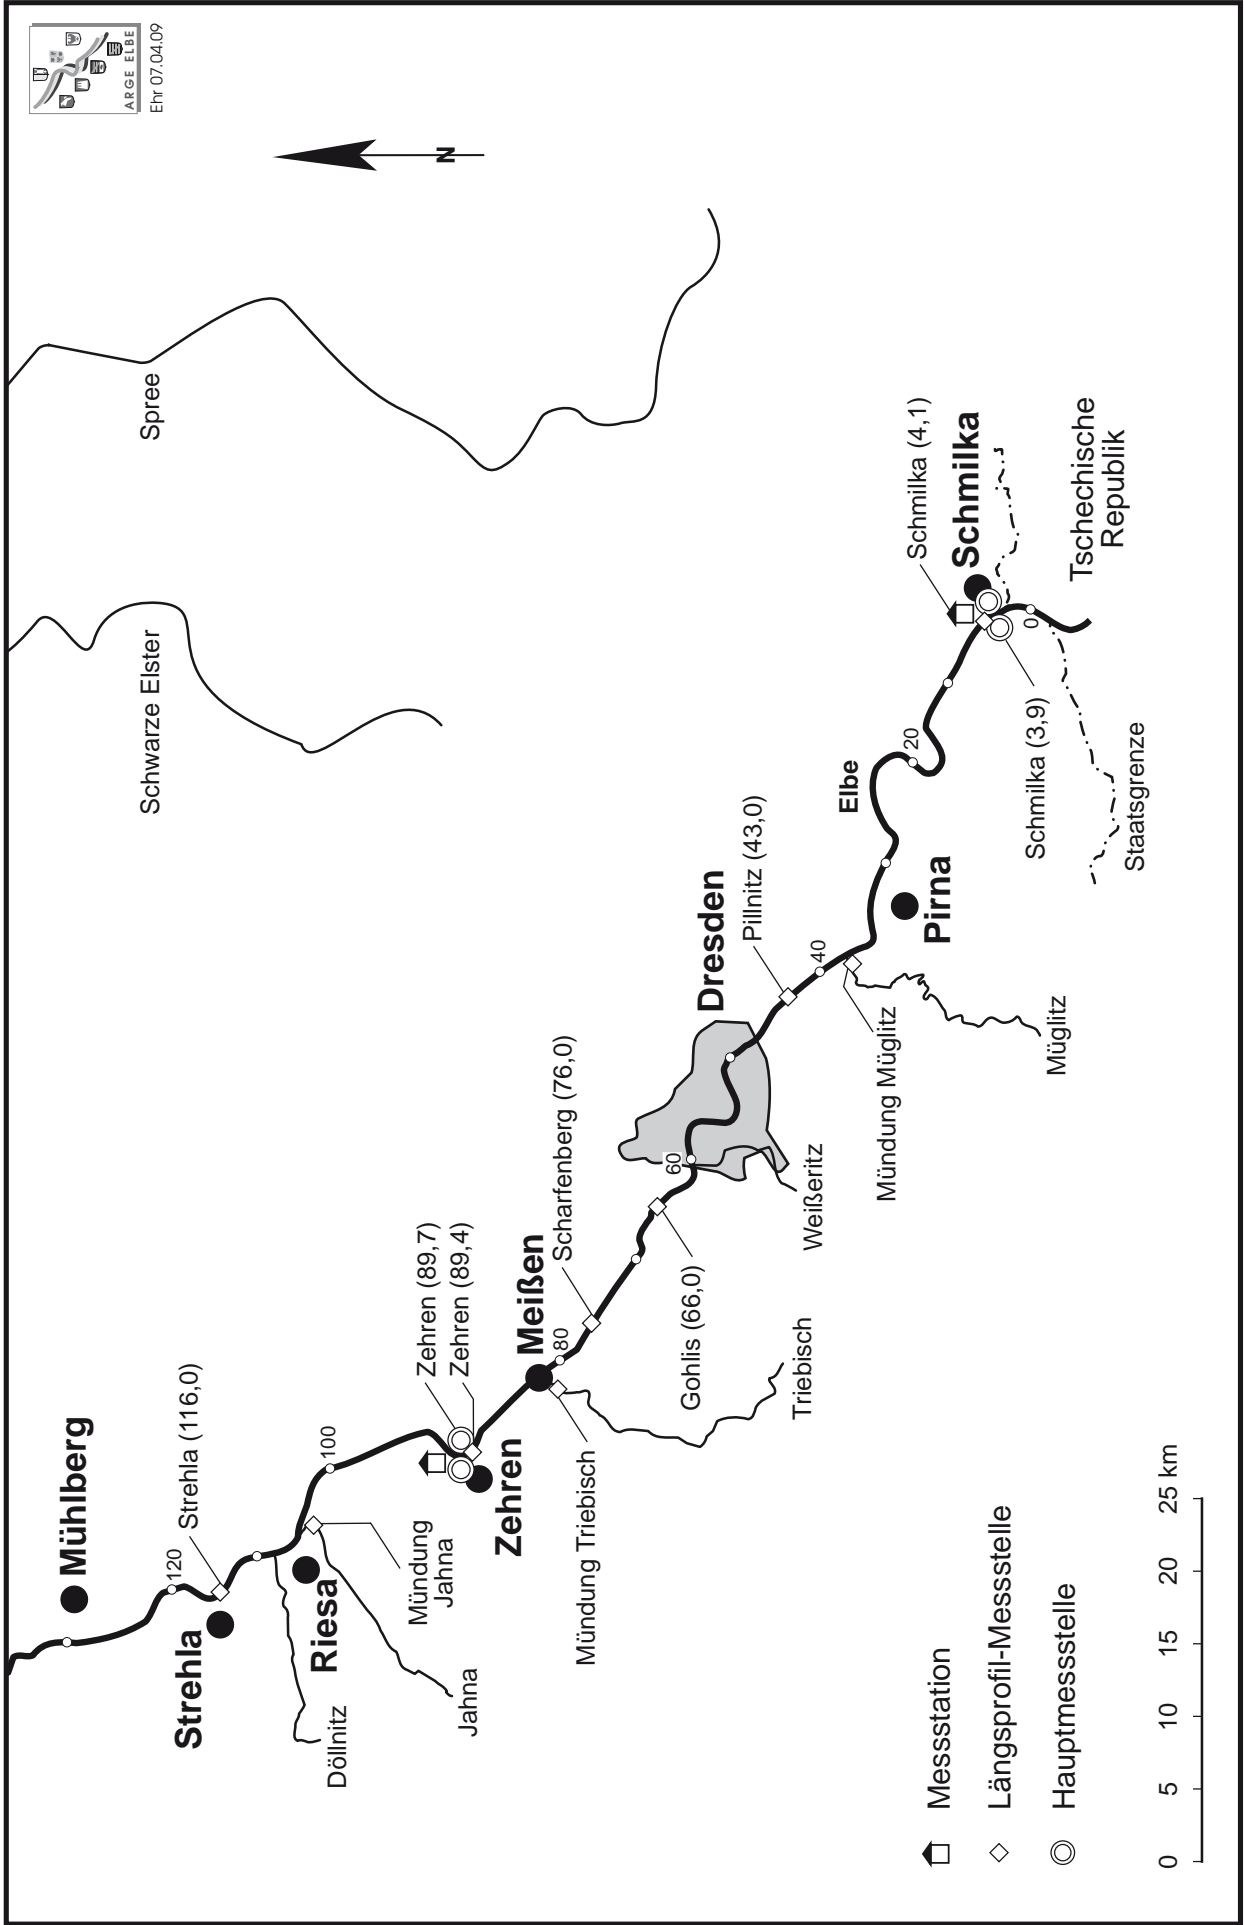 ARGE ELBE
Ehr 07.04.09
N
Spree
Schwarze Elster
Mühlberg
Strehla (116,0)
120
Strehla
Riesa
Döllnitz
Jahna
Mündung
Jahna
100
Zehren (89,7)
Zehren (89,4)
Zehren
Meißen
80
Mündung Triebisch
Triebisch
Scharfenberg (76,0)
Gohlis (66,0)
60
Dresden
Weißeritz
Pillnitz (43,0)
40
Mündung Müglitz
Müglitz
Pirna
Elbe
20
Schmilka (4,1)
Schmilka
Schmilka (3,9)
0
Tschechische
Republik
Staatsgrenze
Messstation
Längsprofil-Messstelle
Hauptmessstelle
0 5 10 15 20 25 km